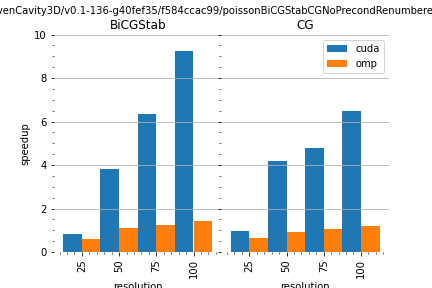 venCavity3D/v0.1-136-g40fef35/f584ccac99/poissonBiCGStabCGNoPrecondRenumbere
BiCGStab
CG
10
8
6
4
2
0
speedup
cuda
omp
25
50
75
100
25
50
75
100
resolution
resolution